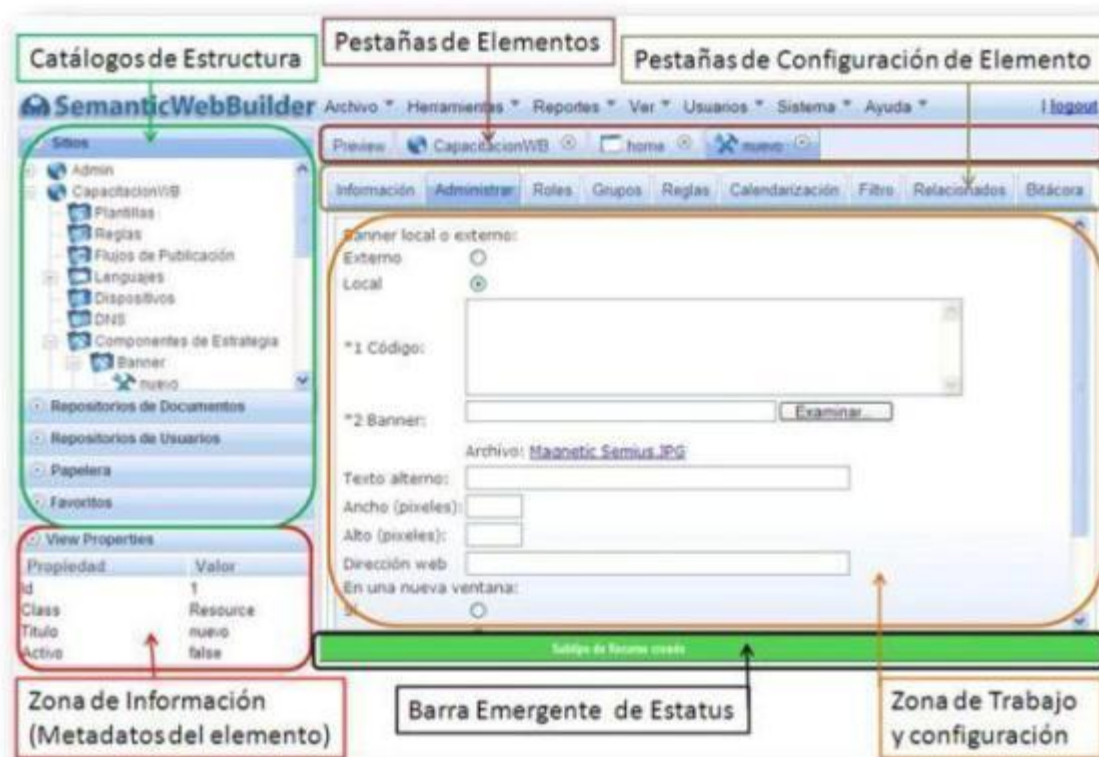 Catálogos de Estructura
Pestañas de Elementos
Pestañas de Configuración de Elemento
SemanticWebBuilder Archivo Herramientas Reportes Ver Usuarios Sistema Ayuda | logout
Sitios
Preview CapacitacionWB home nuevo
Admin
CapacitacionWB
Plantillas
Reglas
Flujos de Publicación
Lenguajes
Dispositivos
DNS
Componentes de Estrategia
Banner
nuevo
Repositorios de Documentos
Repositorios de Usuarios
Papelera
Favoritos
View Properties
Propiedad Valor
Id 1
Class Resource
Titulo nuevo
Activo false
Información Administrar Roles Grupos Reglas Calendarización Filtro Relacionados Bitácora
Banner local o externo:
Externo
Local
*1 Código:
*2 Banner: Examinar...
Archivo: Magnetic Semius.JPG
Texto alterno:
Ancho (pixeles):
Alto (pixeles):
Dirección web
En una nueva ventana:
Subtipo de Recurso creado
Zona de Información
(Metadatos del elemento)
Barra Emergente de Estatus
Zona de Trabajo
y configuración